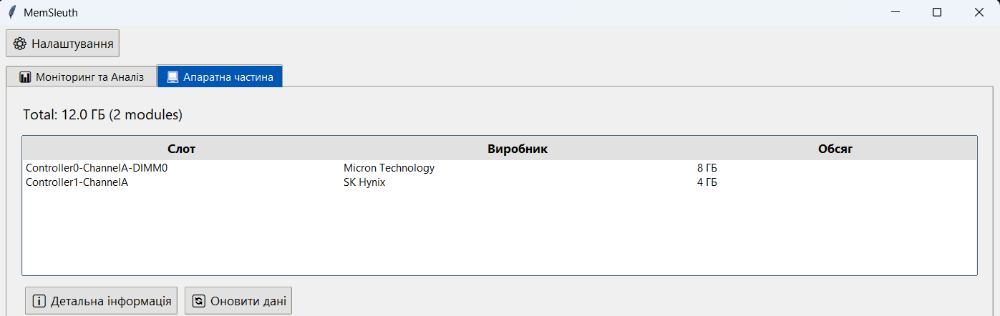 MemSleuth
Налаштування
Моніторинг та Аналіз Апаратна частина
Total: 12.0 ГБ (2 modules)
Слот Виробник Обсяг
Controller0-ChannelA-DIMM0 Micron Technology 8 ГБ
Controller1-ChannelA SK Hynix 4 ГБ
Детальна інформація Оновити дані